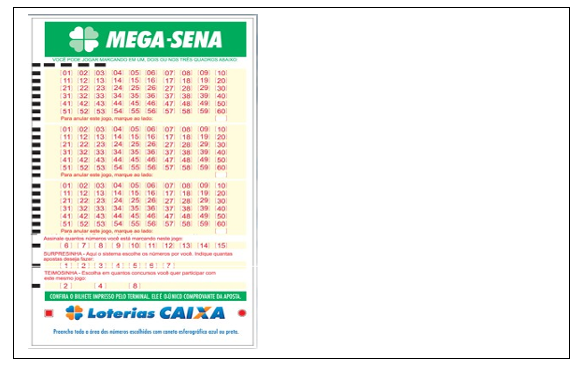 MEGA-SENA
VOCÊ PODE JOGAR MARCANDO EM UM, DOIS OU NOS TRÊS QUADROS ABAIXO
01 02 03 04 05 06 07 08 09 10
11 12 13 14 15 16 17 18 19 20
21 22 23 24 25 26 27 28 29 30
31 32 33 34 35 36 37 38 39 40
41 42 43 44 45 46 47 48 49 50
51 52 53 54 55 56 57 58 59 60
Para anular este jogo, marque ao lado: [ ]
01 02 03 04 05 06 07 08 09 10
11 12 13 14 15 16 17 18 19 20
21 22 23 24 25 26 27 28 29 30
31 32 33 34 35 36 37 38 39 40
41 42 43 44 45 46 47 48 49 50
51 52 53 54 55 56 57 58 59 60
Para anular este jogo, marque ao lado: [ ]
01 02 03 04 05 06 07 08 09 10
11 12 13 14 15 16 17 18 19 20
21 22 23 24 25 26 27 28 29 30
31 32 33 34 35 36 37 38 39 40
41 42 43 44 45 46 47 48 49 50
51 52 53 54 55 56 57 58 59 60
Para anular este jogo, marque ao lado: [ ]
Assinale quantos números você está marcando neste jogo:
[6] [7] [8] [9] [10] [11] [12] [13] [14] [15]
SURPRESINHA - Aqui o sistema escolhe os números por você. Indique quantas
apostas deseja fazer:
[1] [2] [3] [4] [5] [6] [7]
TEIMOSINHA - Escolha em quantos concursos você quer participar com
este mesmo jogo:
[2] [4] [8]
CONFIRA O BILHETE IMPRESSO PELO TERMINAL. ELE É O ÚNICO COMPROVANTE DA APOSTA.
Loterias CAIXA
Preencha toda a área dos números escolhidos com caneta esferográfica azul ou preta.